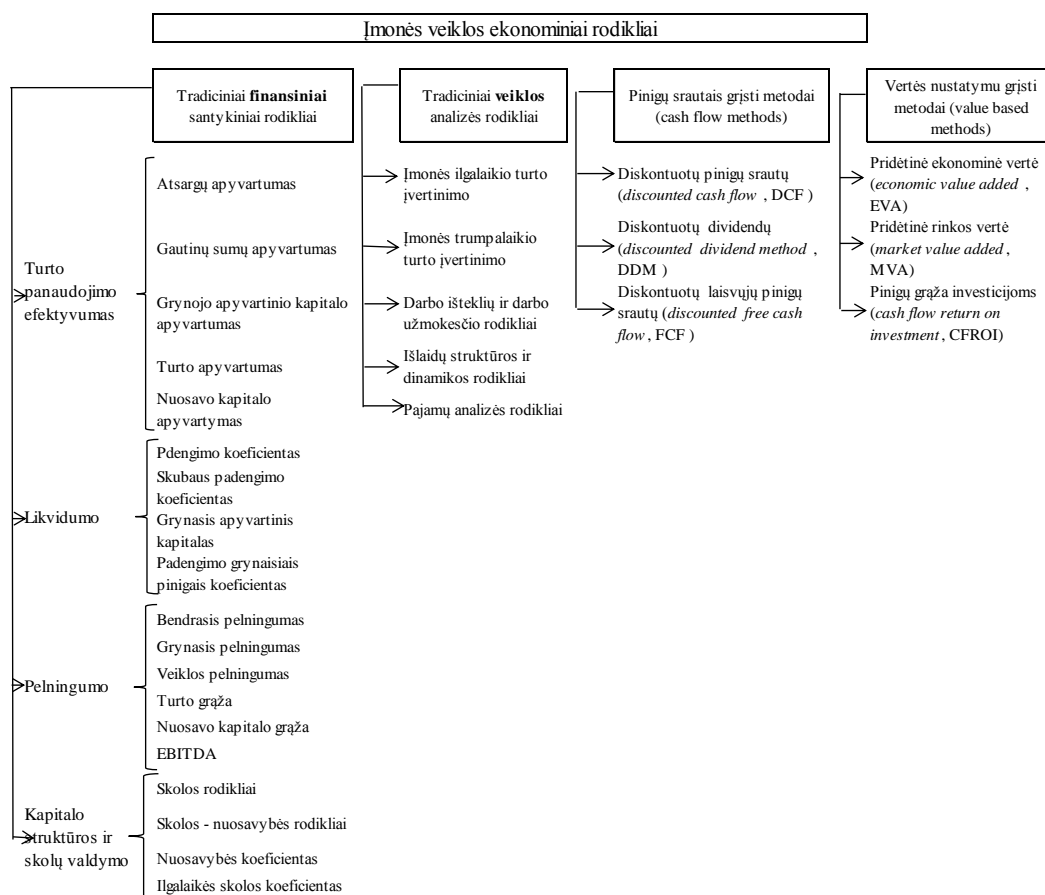 Įmonės veiklos ekonominiai rodikliai
Tradiciniai finansiniai
santykiniai rodikliai
Tradiciniai veiklos
analizės rodikliai
Pinigų srautais grįsti metodai
(cash flow methods)
Vertės nustatymu grįsti
metodai (value based
methods)
Turto
panaudojimo
efektyvumas
Atsargų apyvartumas
Gautinų sumų apyvartumas
Grynojo apyvartinio kapitalo
apyvartumas
Turto apyvartumas
Nuosavo kapitalo
apyvartymas
Likvidumo
Pdengimo koeficientas
Skubaus padengimo
koeficientas
Grynasis apyvartinis
kapitalas
Padengimo grynaisiais
pinigais koeficientas
Pelningumo
Bendrasis pelningumas
Grynasis pelningumas
Veiklos pelningumas
Turto grąža
Nuosavo kapitalo grąža
EBITDA
Kapitalo
struktūros ir
skolų valdymo
Skolos rodikliai
Skolos - nuosavybės rodikliai
Nuosavybės koeficientas
Ilgalaikės skolos koeficientas
Įmonės ilgalaikio turto
įvertinimo
Įmonės trumpalaikio
turto įvertinimo
Darbo išteklių ir darbo
užmokesčio rodikliai
Išlaidų struktūros ir
dinamikos rodikliai
Pajamų analizės rodikliai
Diskontuotų pinigų srautų
(discounted cash flow , DCF)
Diskontuotų dividendų
(discounted dividend method ,
DDM )
Diskontuotų laisvųjų pinigų
srautų (discounted free cash
flow , FCF)
Pridėtinė ekonominė vertė
(economic value added ,
EVA)
Pridėtinė rinkos vertė
(market value added ,
MVA)
Pinigų grąža investicijoms
(cash flow return on
investment , CFROI)